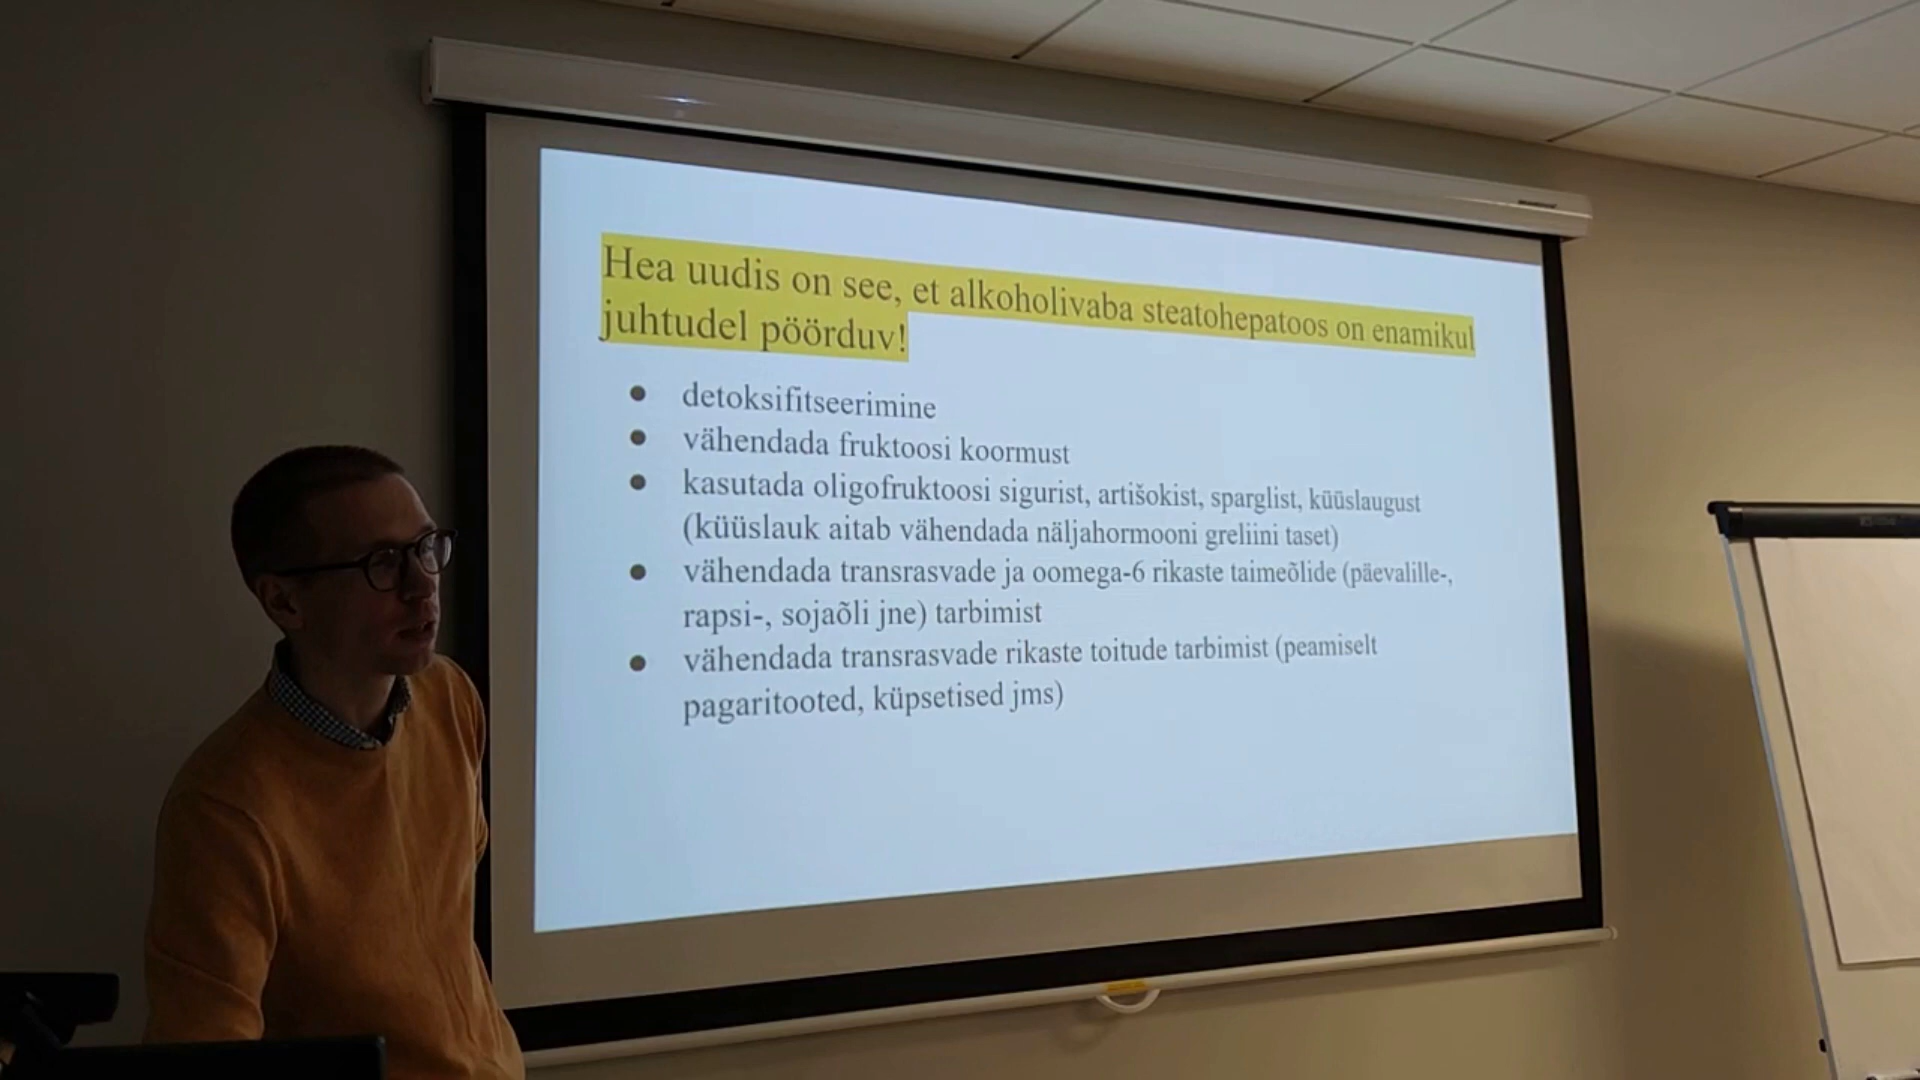 Hea uudis on see, et alkoholivaba steatohepatoos on enamikul
juhtudel pöörduv!
● detoksifitseerimine
● vähendada fruktoosi koormust
● kasutada oligofruktoosi sigurist, artišokist, sparglist, küüslaugust
(küüslauk aitab vähendada näljahormooni greliini taset)
● vähendada transrasvade ja oomega-6 rikaste taimeõlide (päevalille-,
rapsi-, sojaõli jne) tarbimist
● vähendada transrasvade rikaste toitude tarbimist (peamiselt
pagaritooted, küpsetised jms)